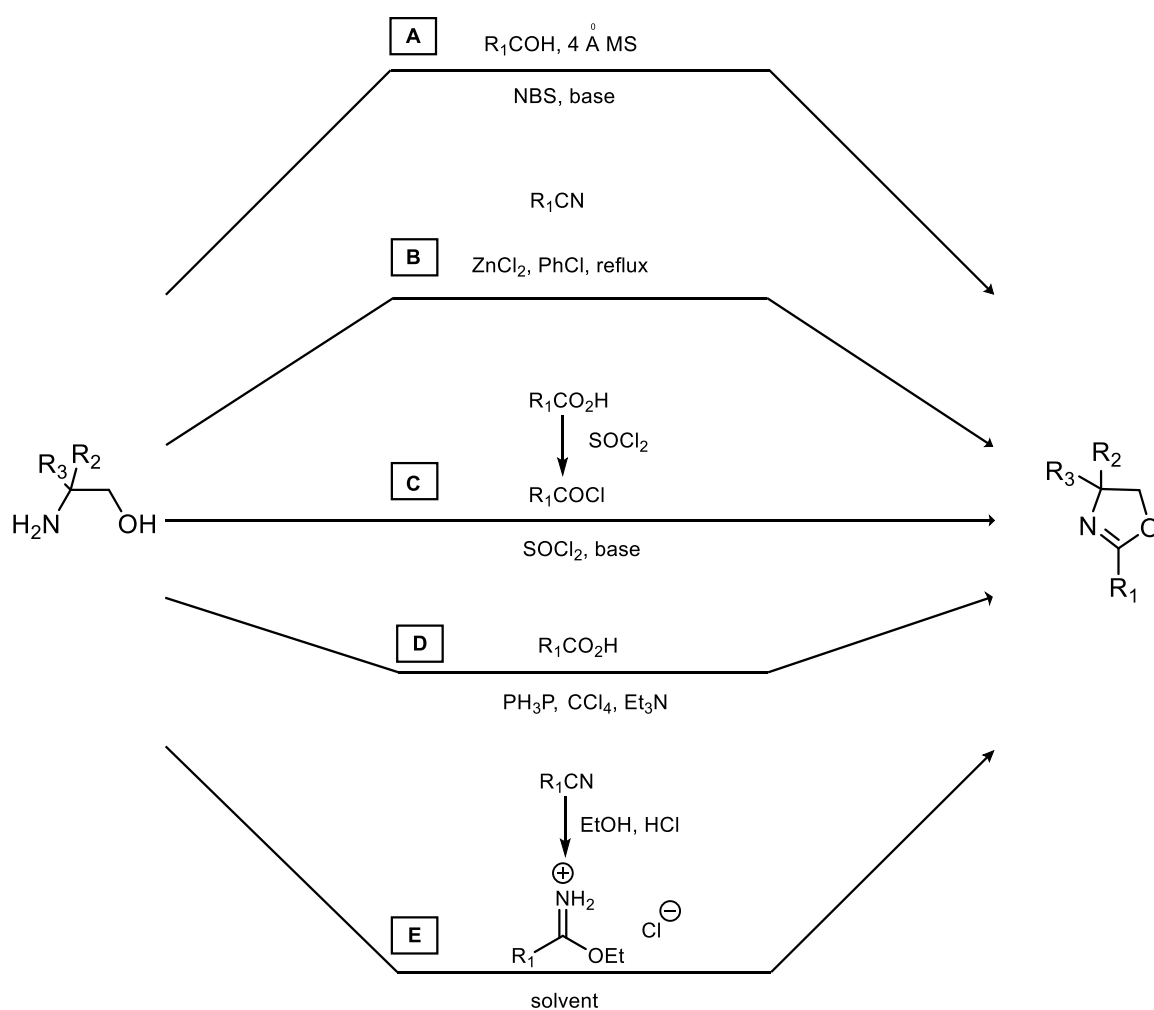 A
R₁COH, 4 Å MS
NBS, base
R₁CN
B
ZnCl₂, PhCl, reflux
R₁CO₂H
SOCl₂
C
R₁COCl
SOCl₂, base
R₃ R₂
H₂N OH
R₂
R₃
N O
R₁
D
R₁CO₂H
PH₃P, CCl₄, Et₃N
R₁CN
EtOH, HCl
⊕
NH₂
Cl ⊖
E
R₁ OEt
solvent